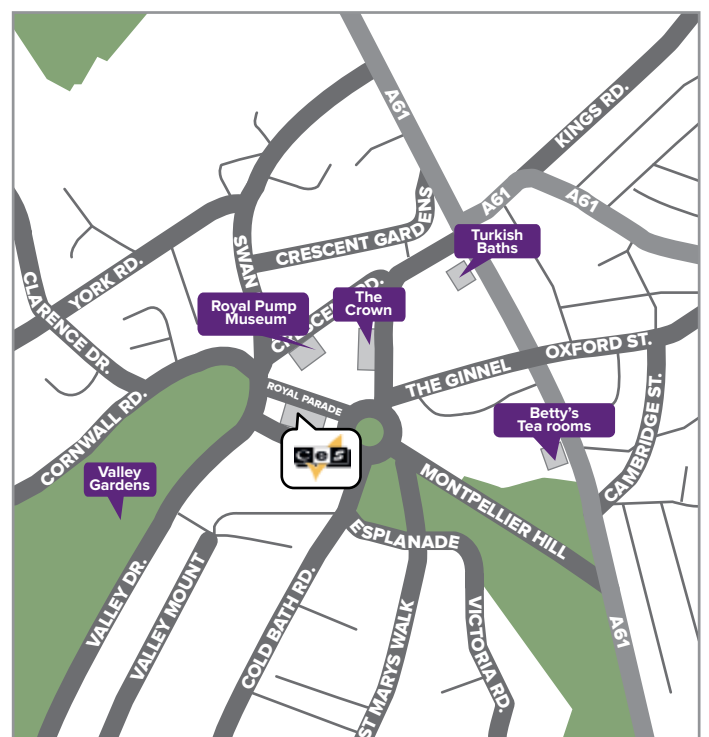 A61
KINGS RD.
A61
A61
CRESCENT GARDENS
Turkish
Baths
SWAN
YORK RD.
CLARENCE DR.
Royal Pump
Museum
The
Crown
OXFORD ST.
THE GINNEL
ROYAL PARADE
CORNWALL RD.
Betty's
Tea rooms
CAMBRIDGE ST.
ces
Valley
Gardens
MONTPELLIER HILL
ESPLANADE
VALLEY DR.
VALLEY MOUNT
COLD BATH RD.
ST MARYS WALK
VICTORIA RD.
A61